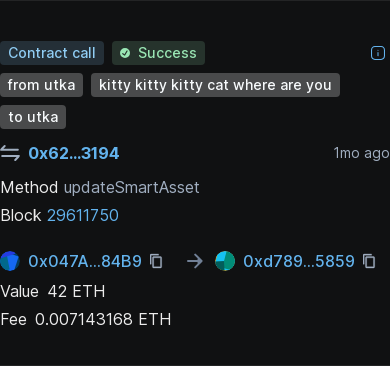 Contract call Success
from utka kitty kitty kitty cat where are you
to utka
0x62...3194 1mo ago
Method updateSmartAsset
Block 29611750
0x047A...84B9 → 0xd789...5859
Value 42 ETH
Fee 0.007143168 ETH